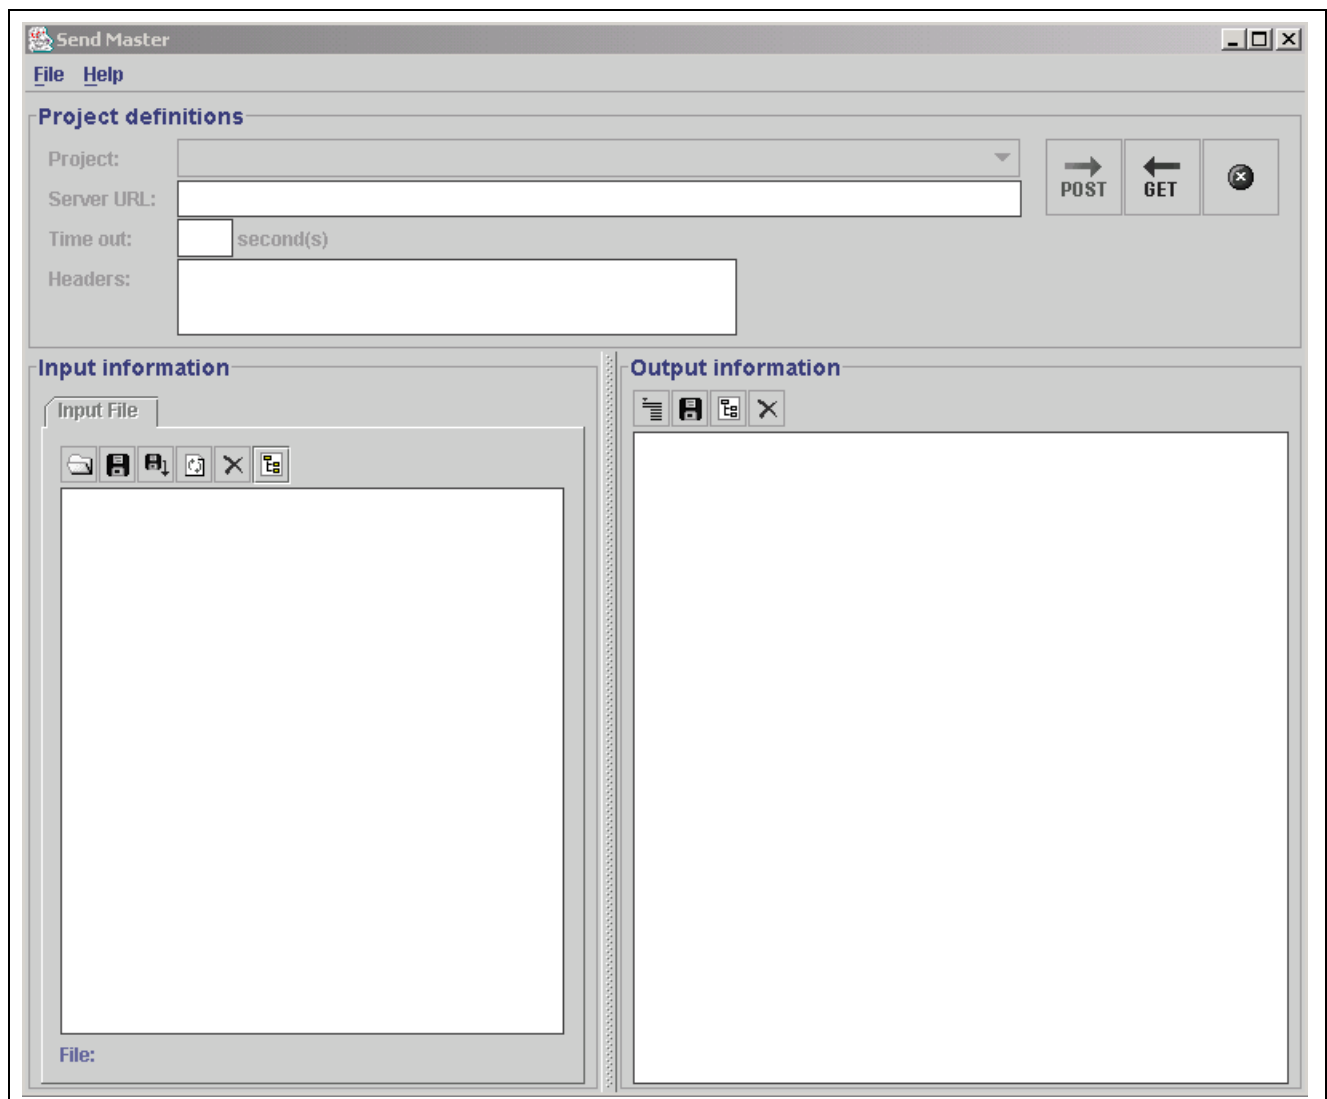 Send Master
File Help
Project definitions
Project:
Server URL:
Time out: second(s)
Headers:
POST GET
Input information
Input File
File:
Output information